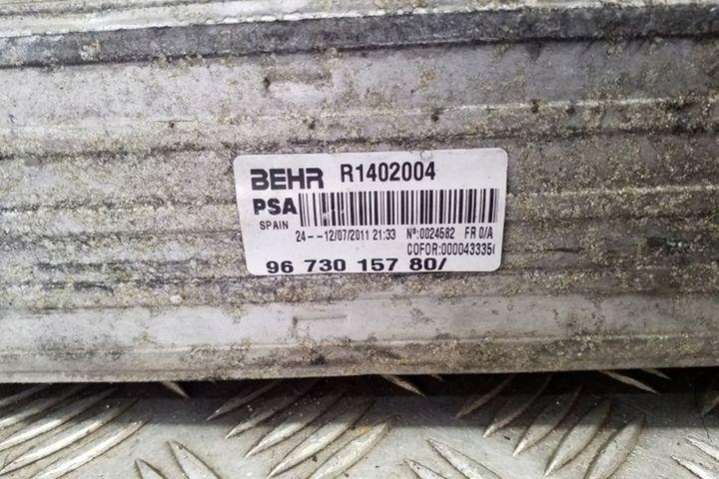 BEHR R1402004
PSA
SPAIN 24--12/07/2011 21:33 Nº:0024582 FR 0/A
COFOR:000043335
96 730 157 80/